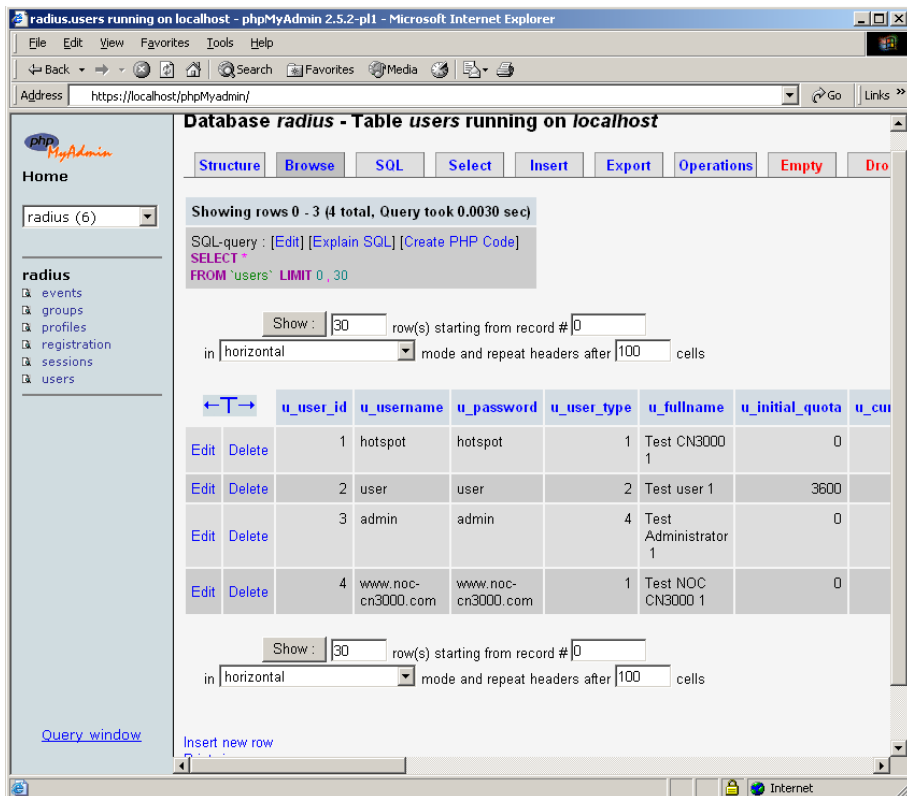 radius.users running on localhost - phpMyAdmin 2.5.2-pl1 - Microsoft Internet Explorer
File Edit View Favorites Tools Help
Back Search Favorites Media
Address https://localhost/phpMyadmin/ Go Links »
php
MyAdmin
Home
radius (6)
radius
events
groups
profiles
registration
sessions
users
Query window
Database radius - Table users running on localhost
Structure Browse SQL Select Insert Export Operations Empty Dro
Showing rows 0 - 3 (4 total, Query took 0.0030 sec)
SQL-query : [Edit] [Explain SQL] [Create PHP Code]
SELECT *
FROM `users` LIMIT 0 , 30
Show : 30 row(s) starting from record # 0
in horizontal mode and repeat headers after 100 cells
←T→ u_user_id u_username u_password u_user_type u_fullname u_initial_quota u_cur
Edit Delete 1 hotspot hotspot 1 Test CN3000 0
1
Edit Delete 2 user user 2 Test user 1 3600
Edit Delete 3 admin admin 4 Test 0
Administrator
1
Edit Delete 4 www.noc- www.noc- 1 Test NOC 0
cn3000.com cn3000.com CN3000 1
Show : 30 row(s) starting from record # 0
in horizontal mode and repeat headers after 100 cells
Insert new row
Internet